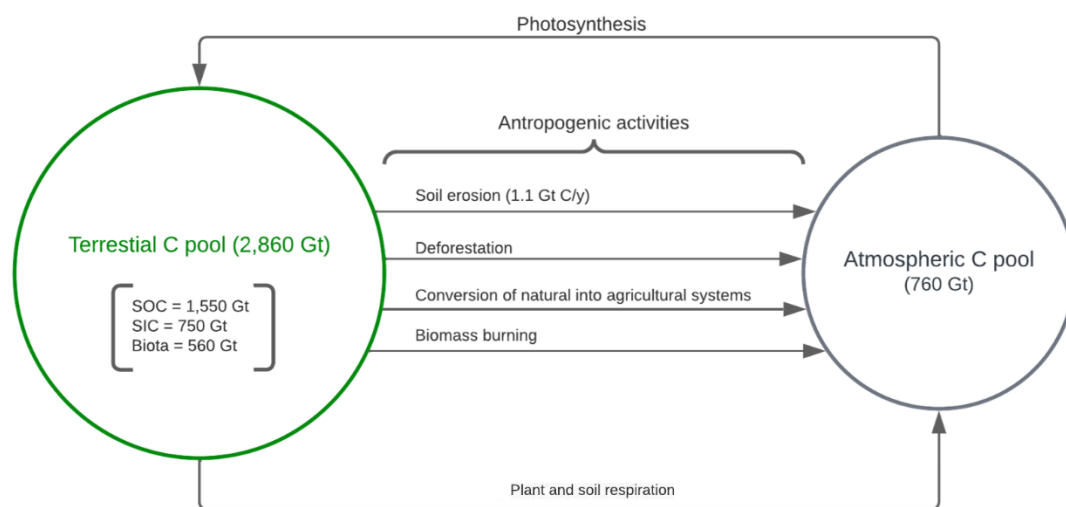 Photosynthesis
Antropogenic activities
Soil erosion (1.1 Gt C/y)
Deforestation
Conversion of natural into agricultural systems
Biomass burning
Terrestial C pool (2,860 Gt)
SOC = 1,550 Gt
SIC = 750 Gt
Biota = 560 Gt
Atmospheric C pool
(760 Gt)
Plant and soil respiration